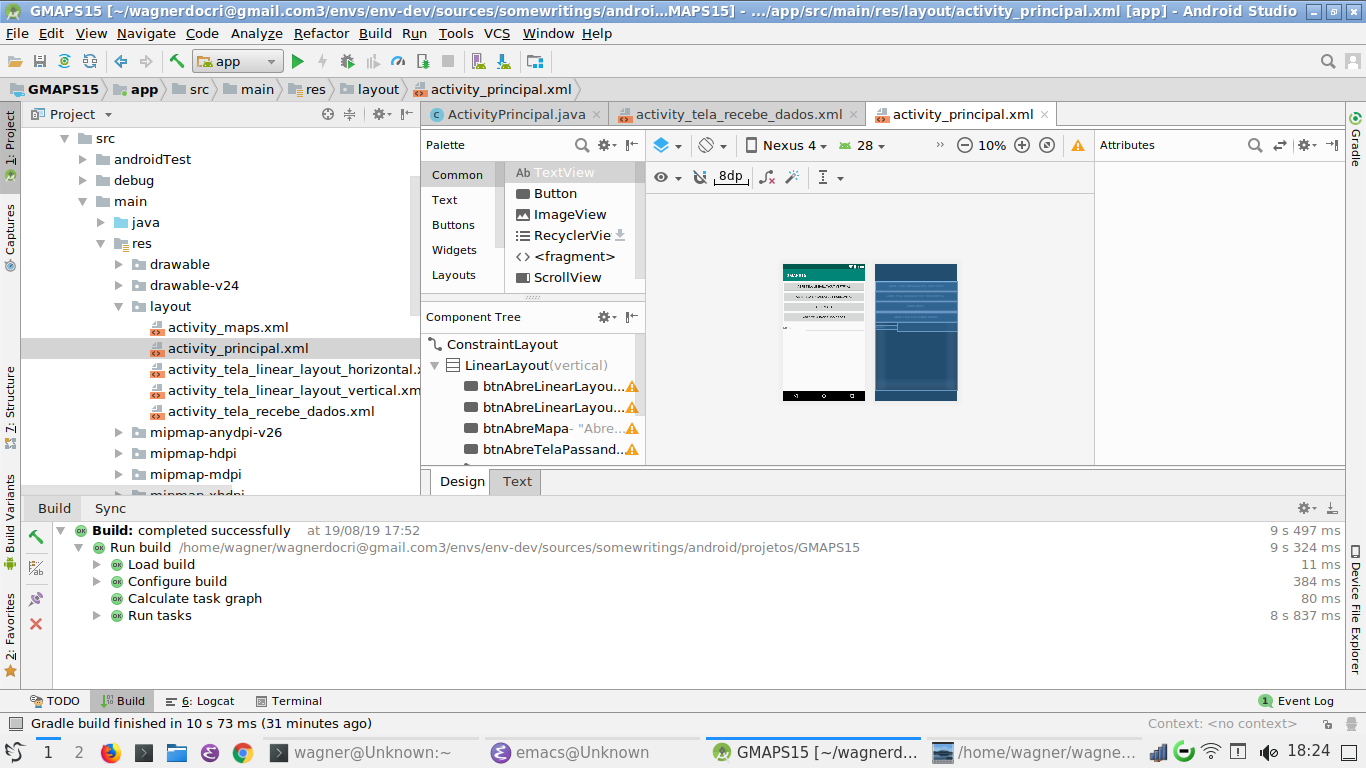 GMAPS15 [~/wagnerdocri@gmail.com3/envs/env-dev/sources/somewritings/androi...MAPS15] - .../app/src/main/res/layout/activity_principal.xml [app] - Android Studio
File Edit View Navigate Code Analyze Refactor Build Run Tools VCS Window Help
app
GMAPS15 app src main res layout activity_principal.xml
1: Project
Captures
7: Structure
Build Variants
2: Favorites
Project
src
androidTest
debug
main
java
res
drawable
drawable-v24
layout
activity_maps.xml
activity_principal.xml
activity_tela_linear_layout_horizontal.x
activity_tela_linear_layout_vertical.xm
activity_tela_recebe_dados.xml
mipmap-anydpi-v26
mipmap-hdpi
mipmap-mdpi
mipmap-xhdpi
ActivityPrincipal.java activity_tela_recebe_dados.xml activity_principal.xml
Palette
Common
Text
Buttons
Widgets
Layouts
Ab TextView
Button
ImageView
RecyclerVie
<fragment>
ScrollView
Component Tree
ConstraintLayout
LinearLayout(vertical)
btnAbreLinearLayou...
btnAbreLinearLayou...
btnAbreMapa- "Abre...
btnAbreTelaPassand...
Nexus 4 28 » 10%
8dp
GMAPS15
Attributes
Design Text
Gradle
Device File Explorer
Build Sync
Build: completed successfully at 19/08/19 17:52 9 s 497 ms
Run build /home/wagner/wagnerdocri@gmail.com3/envs/env-dev/sources/somewritings/android/projetos/GMAPS15 9 s 324 ms
Load build 11 ms
Configure build 384 ms
Calculate task graph 80 ms
Run tasks 8 s 837 ms
TODO Build 6: Logcat Terminal 1 Event Log
Gradle build finished in 10 s 73 ms (31 minutes ago) Context: <no context>
1 2 wagner@Unknown:~ emacs@Unknown GMAPS15 [~/wagnerd... /home/wagner/wagne... 18:24